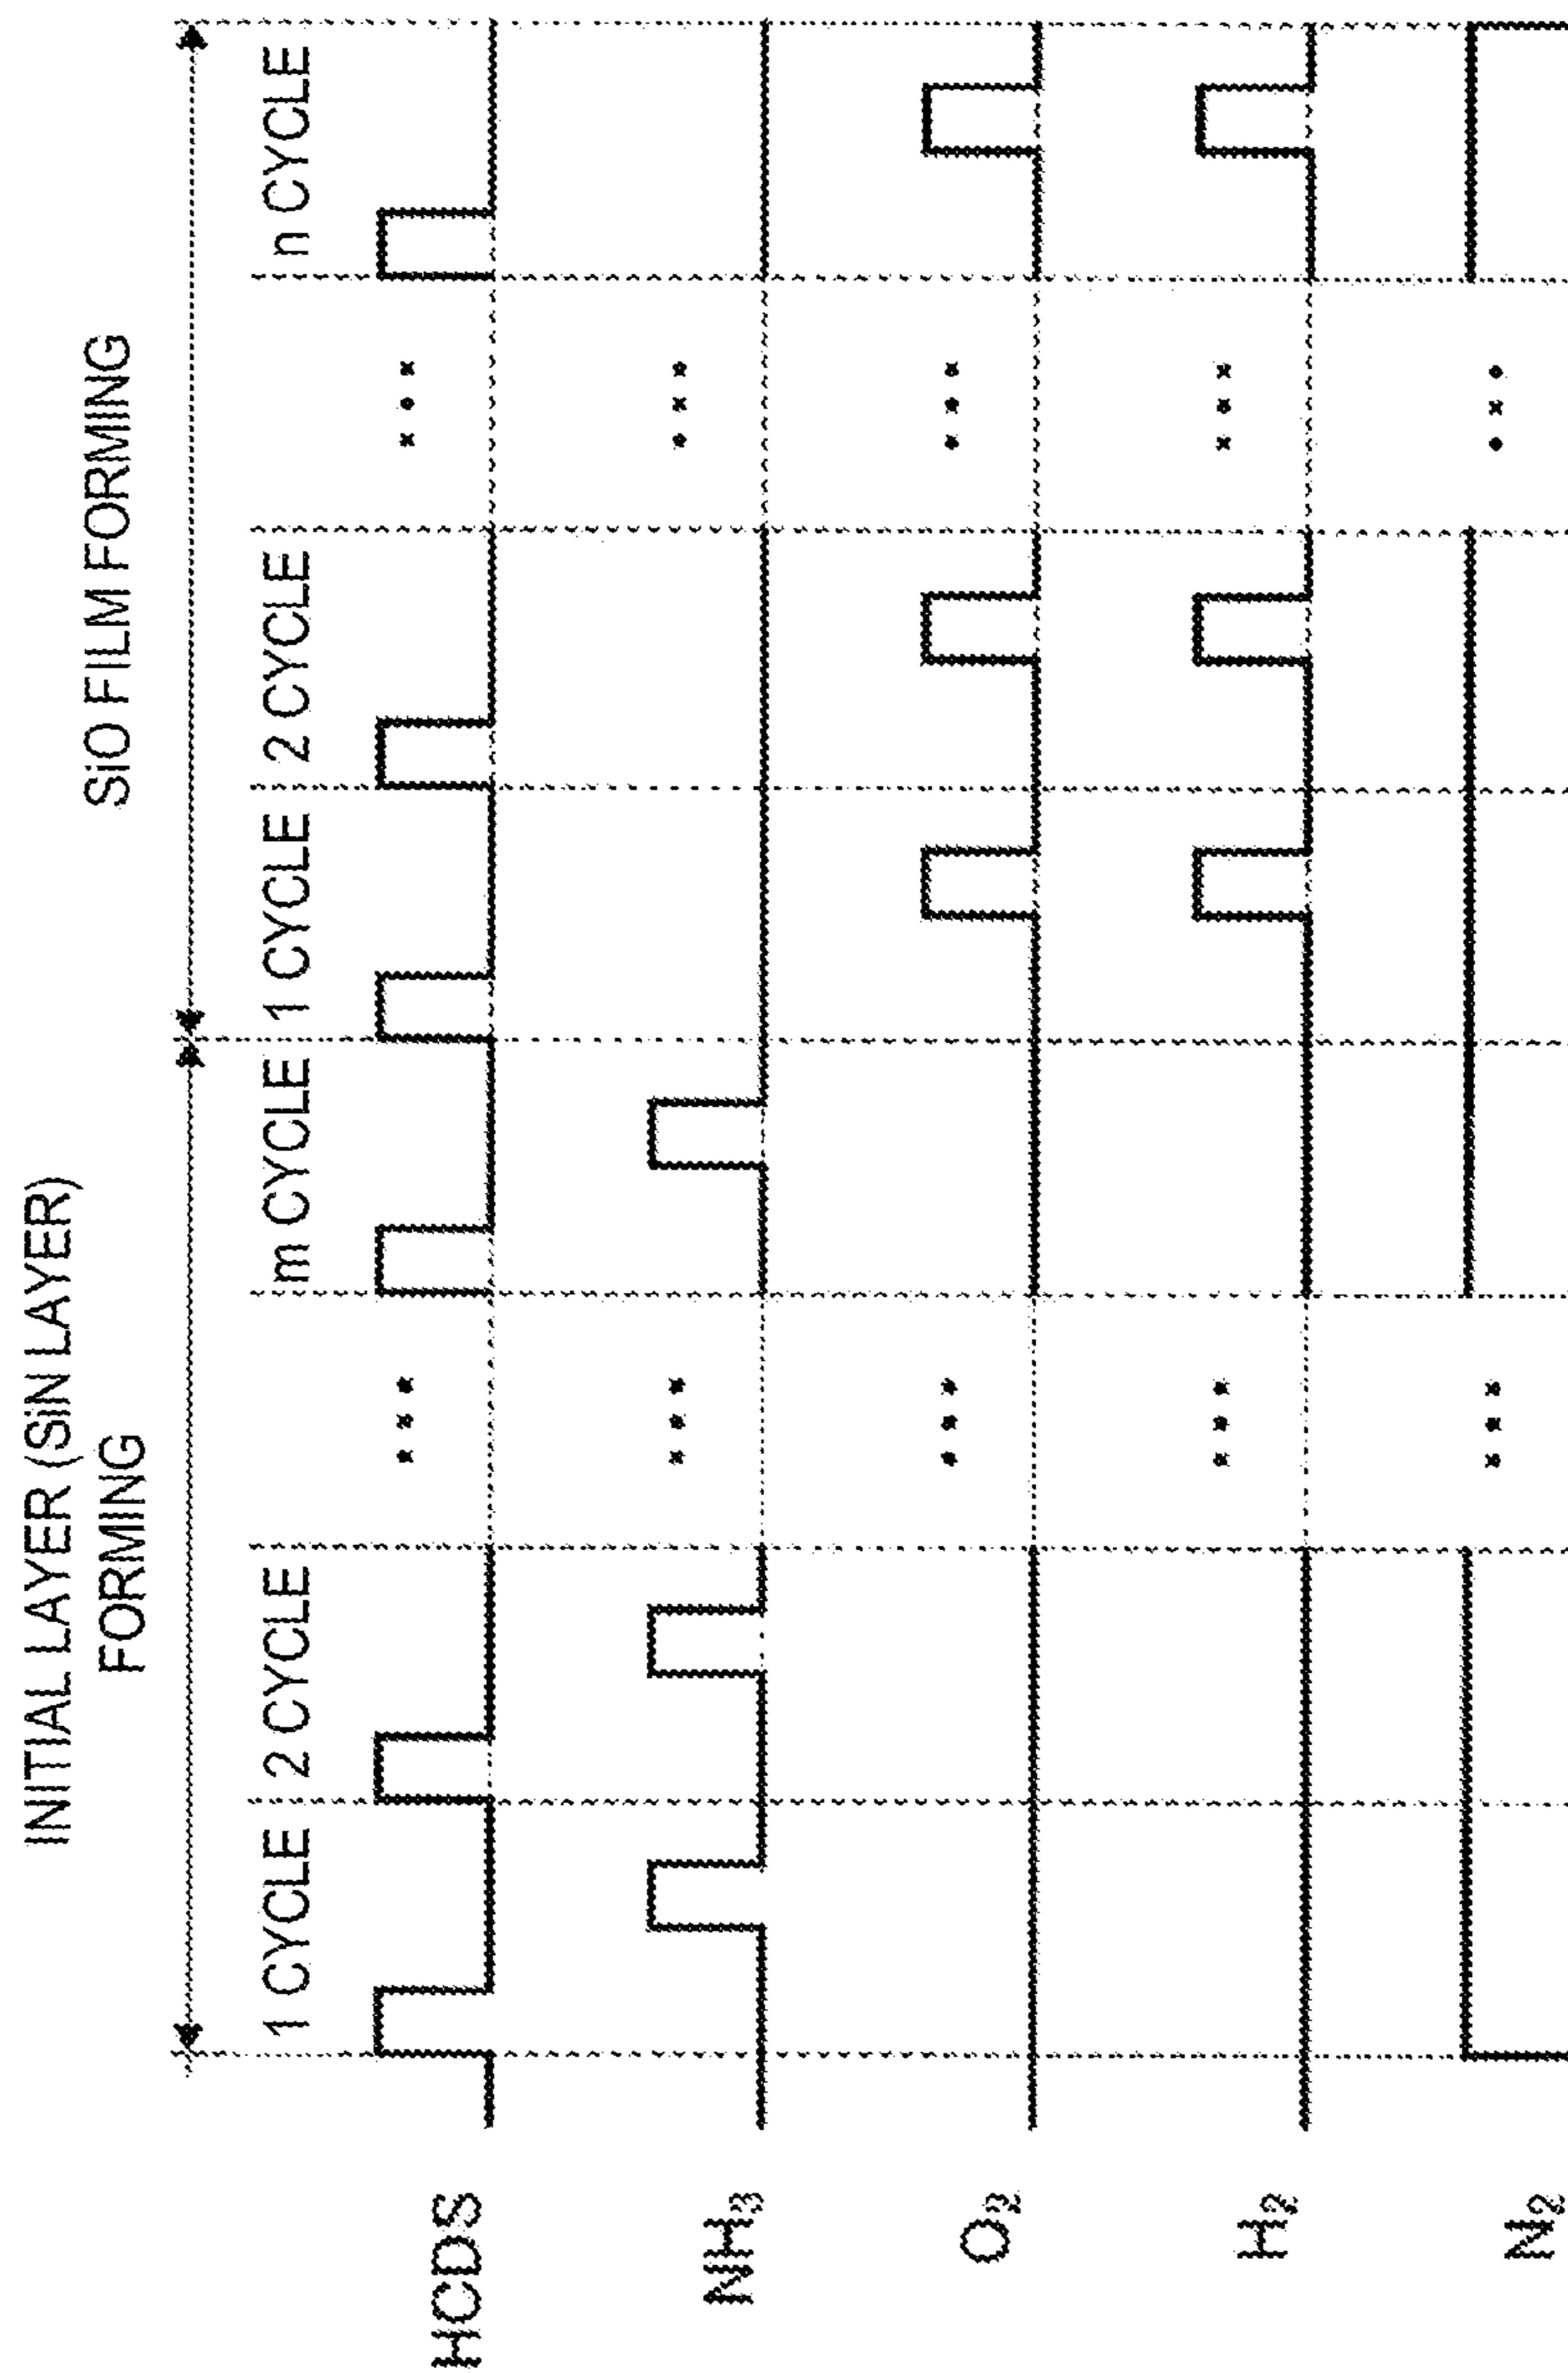 INITIAL LAYER (SiN LAYER)
FORMING
SiO FILM FORMING
1 CYCLE 2 CYCLE m CYCLE 1 CYCLE 2 CYCLE n CYCLE
HCDS
NH₃
O₂
H₂
N₂